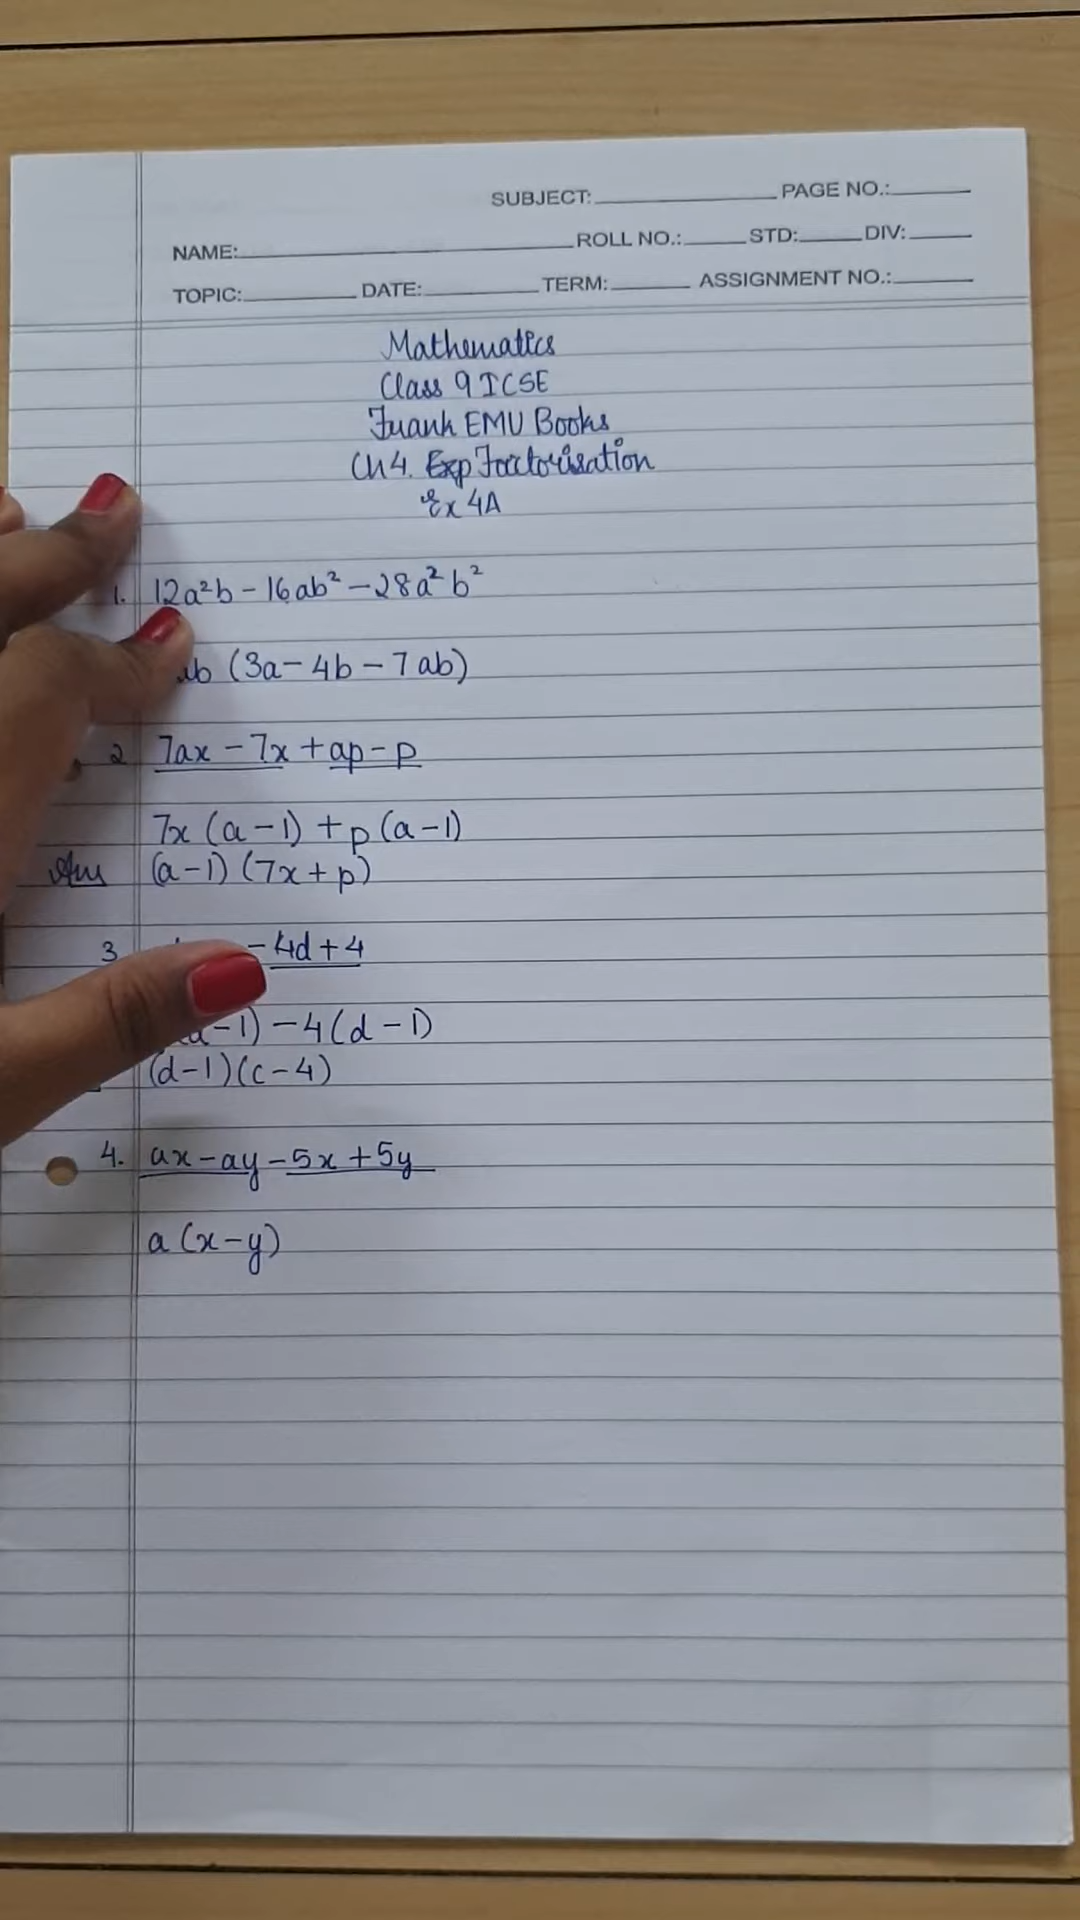 SUBJECT: PAGE NO.:
NAME: ROLL NO.: STD: DIV:
TOPIC: DATE: TERM: ASSIGNMENT NO.:
Mathematics
Class 9 ICSE
Frank EMU Books
Ch 4. Exp Factorisation
Ex 4A
1. 12a²b - 16ab² - 28a²b²
(3a - 4b - 7ab)
2 7ax - 7x + ap - p
7x (a - 1) + p (a - 1)
Ans (a - 1) (7x + p)
3 - 4d + 4
- 1) - 4 (d - 1)
(d - 1) (c - 4)
4. ax - ay - 5x + 5y
a (x - y)